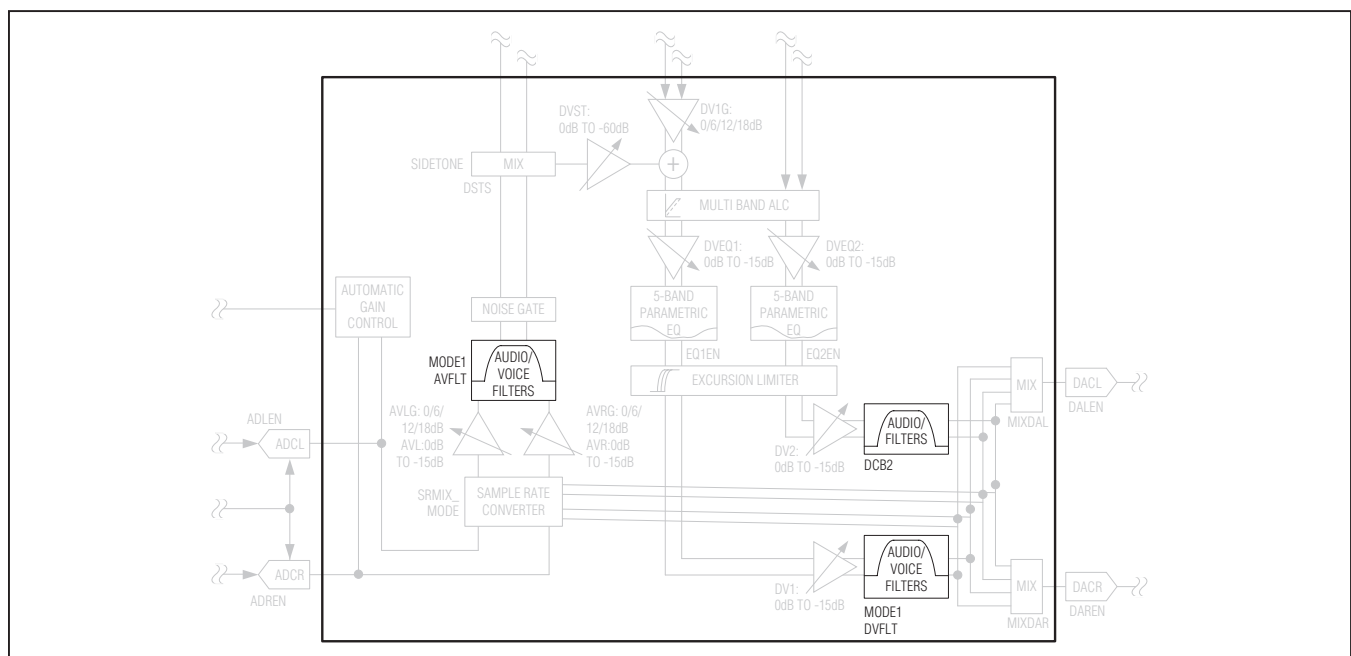 DVST:
0dB TO -60dB
DV1G:
0/6/12/18dB
SIDETONE
MIX
DSTS
+
MULTI BAND ALC
DVEQ1:
0dB TO -15dB
DVEQ2:
0dB TO -15dB
AUTOMATIC
GAIN
CONTROL
NOISE GATE
5-BAND
PARAMETRIC
EQ
5-BAND
PARAMETRIC
EQ
EQ1EN
EQ2EN
MODE1
AVFLT
AUDIO/
VOICE
FILTERS
EXCURSION LIMITER
MIX
DACL
DALEN
MIXDAL
AVLG: 0/6/
12/18dB
AVL:0dB
TO -15dB
AVRG: 0/6/
12/18dB
AVR:0dB
TO -15dB
ADLEN
ADCL
AUDIO/
FILTERS
DV2:
0dB TO -15dB
DCB2
SRMIX_
MODE
SAMPLE RATE
CONVERTER
ADCR
ADREN
AUDIO/
VOICE
FILTERS
DV1:
0dB TO -15dB
MODE1
DVFLT
MIX
DACR
DAREN
MIXDAR